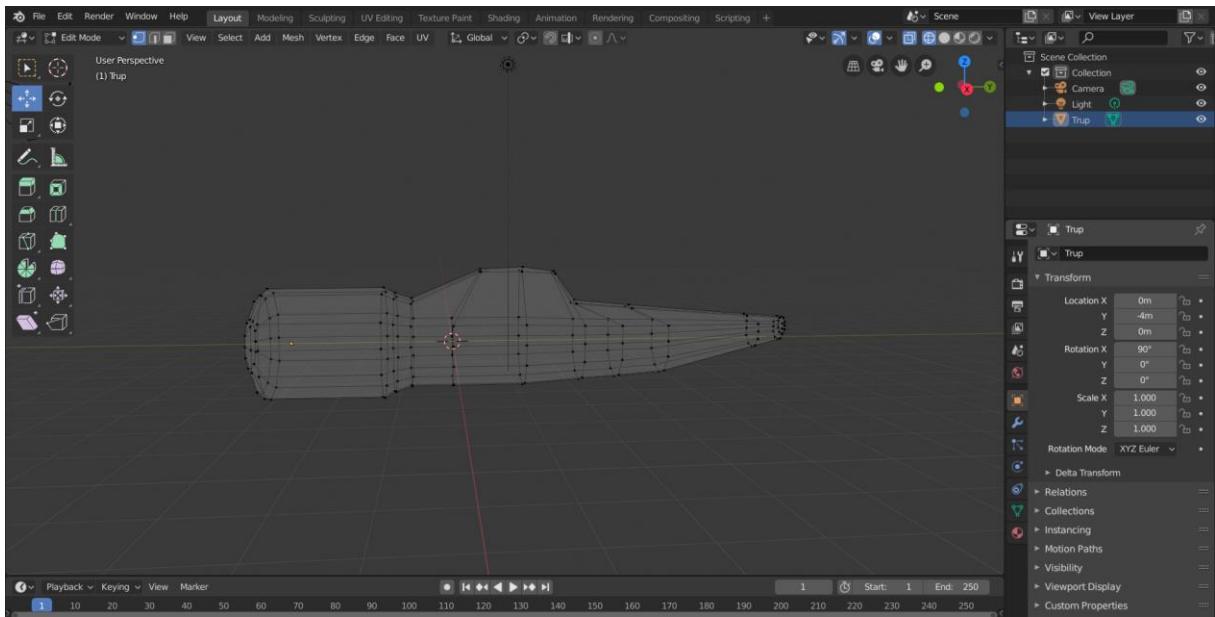 File Edit Render Window Help Layout Modeling Sculpting UV Editing Texture Paint Shading Animation Rendering Compositing Scripting + Scene View Layer
Edit Mode View Select Add Mesh Vertex Edge Face UV Global
User Perspective
(1) Trup
Z
X
Y
Scene Collection
Collection
Camera
Light
Trup
Trup
Trup
Transform
Location X 0m
Y -4m
Z 0m
Rotation X 90°
Y 0°
Z 0°
Scale X 1.000
Y 1.000
Z 1.000
Rotation Mode XYZ Euler
Delta Transform
Relations
Collections
Instancing
Motion Paths
Visibility
Viewport Display
Custom Properties
Playback Keying View Marker 1 Start: 1 End: 250
1 10 20 30 40 50 60 70 80 90 100 110 120 130 140 150 160 170 180 190 200 210 220 230 240 250